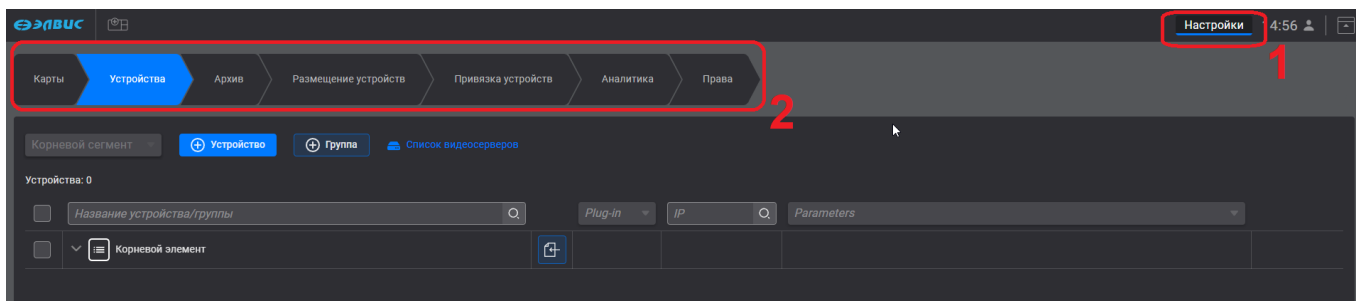 ЭЛВИС
Настройки
4:56
1
Карты Устройства Архив Размещение устройств Привязка устройств Аналитика Права
2
Корневой сегмент Устройство Группа Список видеосерверов
Устройства: 0
Название устройства/группы Plug-in IP Parameters
Корневой элемент